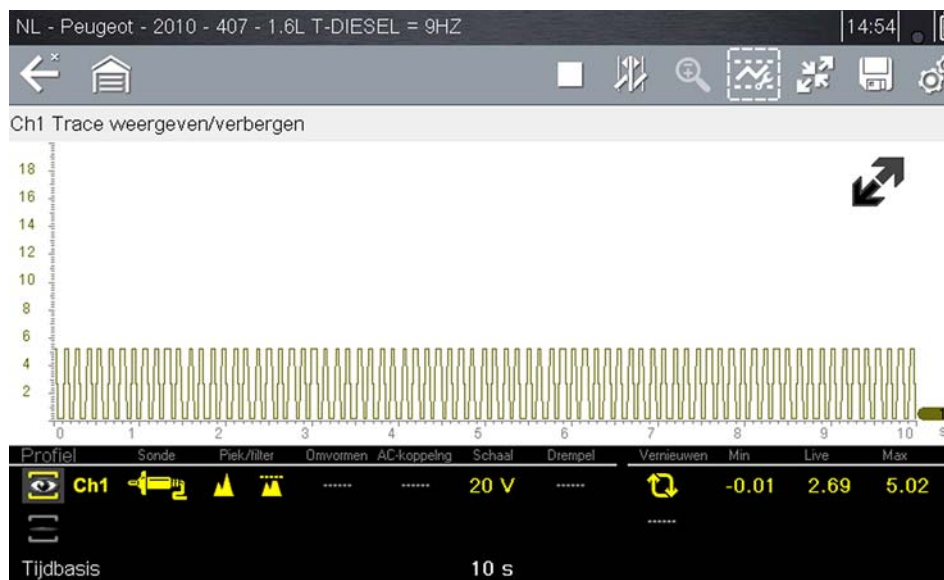 NL - Peugeot - 2010 - 407 - 1.6L T-DIESEL = 9HZ 14:54
Ch1 Trace weergeven/verbergen
18
16
14
12
10
8
6
4
2
0 1 2 3 4 5 6 7 8 9 10 s
Profiel Sonde Piek/filter Omvormen AC-koppelng Schaal Drempel Vernieuwen Min Live Max
Ch1 ------ ------ 20 V ------ -0.01 2.69 5.02
------
Tijdbasis 10 s